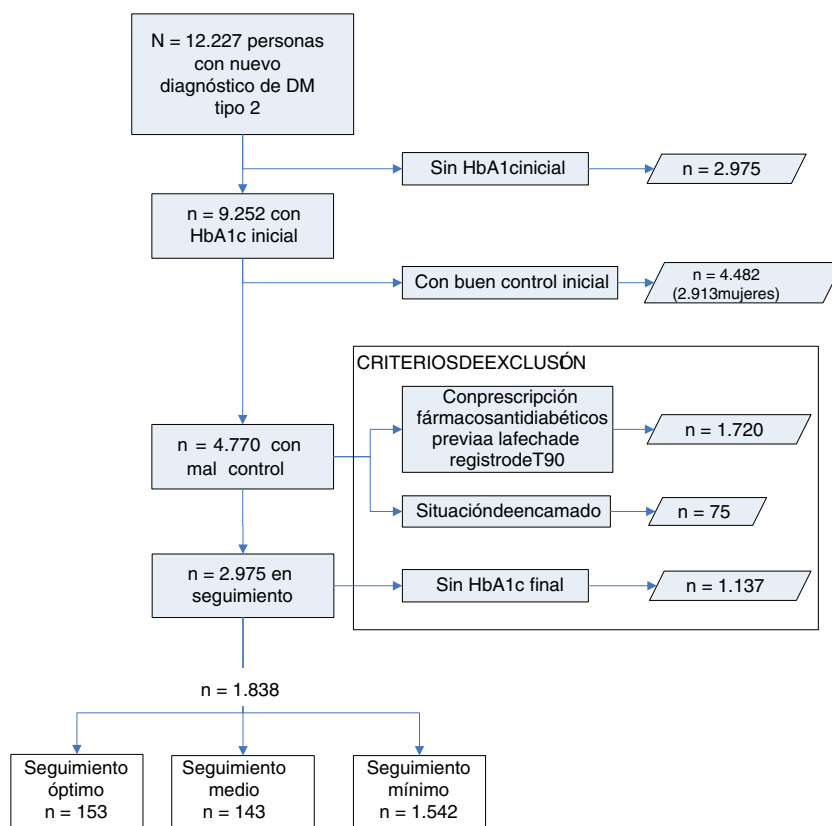 N = 12.227 personas
con nuevo
diagnóstico de DM
tipo 2
Sin HbA1cinicial
n = 2.975
n = 9.252 con
HbA1c inicial
Con buen control inicial
n = 4.482
(2.913mujeres)
CRITERIOSDEEXCLUSIÓN
Conprescripción
fármacosantidiabéticos
previaa lafechade
registrodeT90
n = 1.720
n = 4.770 con
mal control
Situacióndeencamado
n = 75
n = 2.975 en
seguimiento
Sin HbA1c final
n = 1.137
n = 1.838
Seguimiento
óptimo
n = 153
Seguimiento
medio
n = 143
Seguimiento
mínimo
n = 1.542